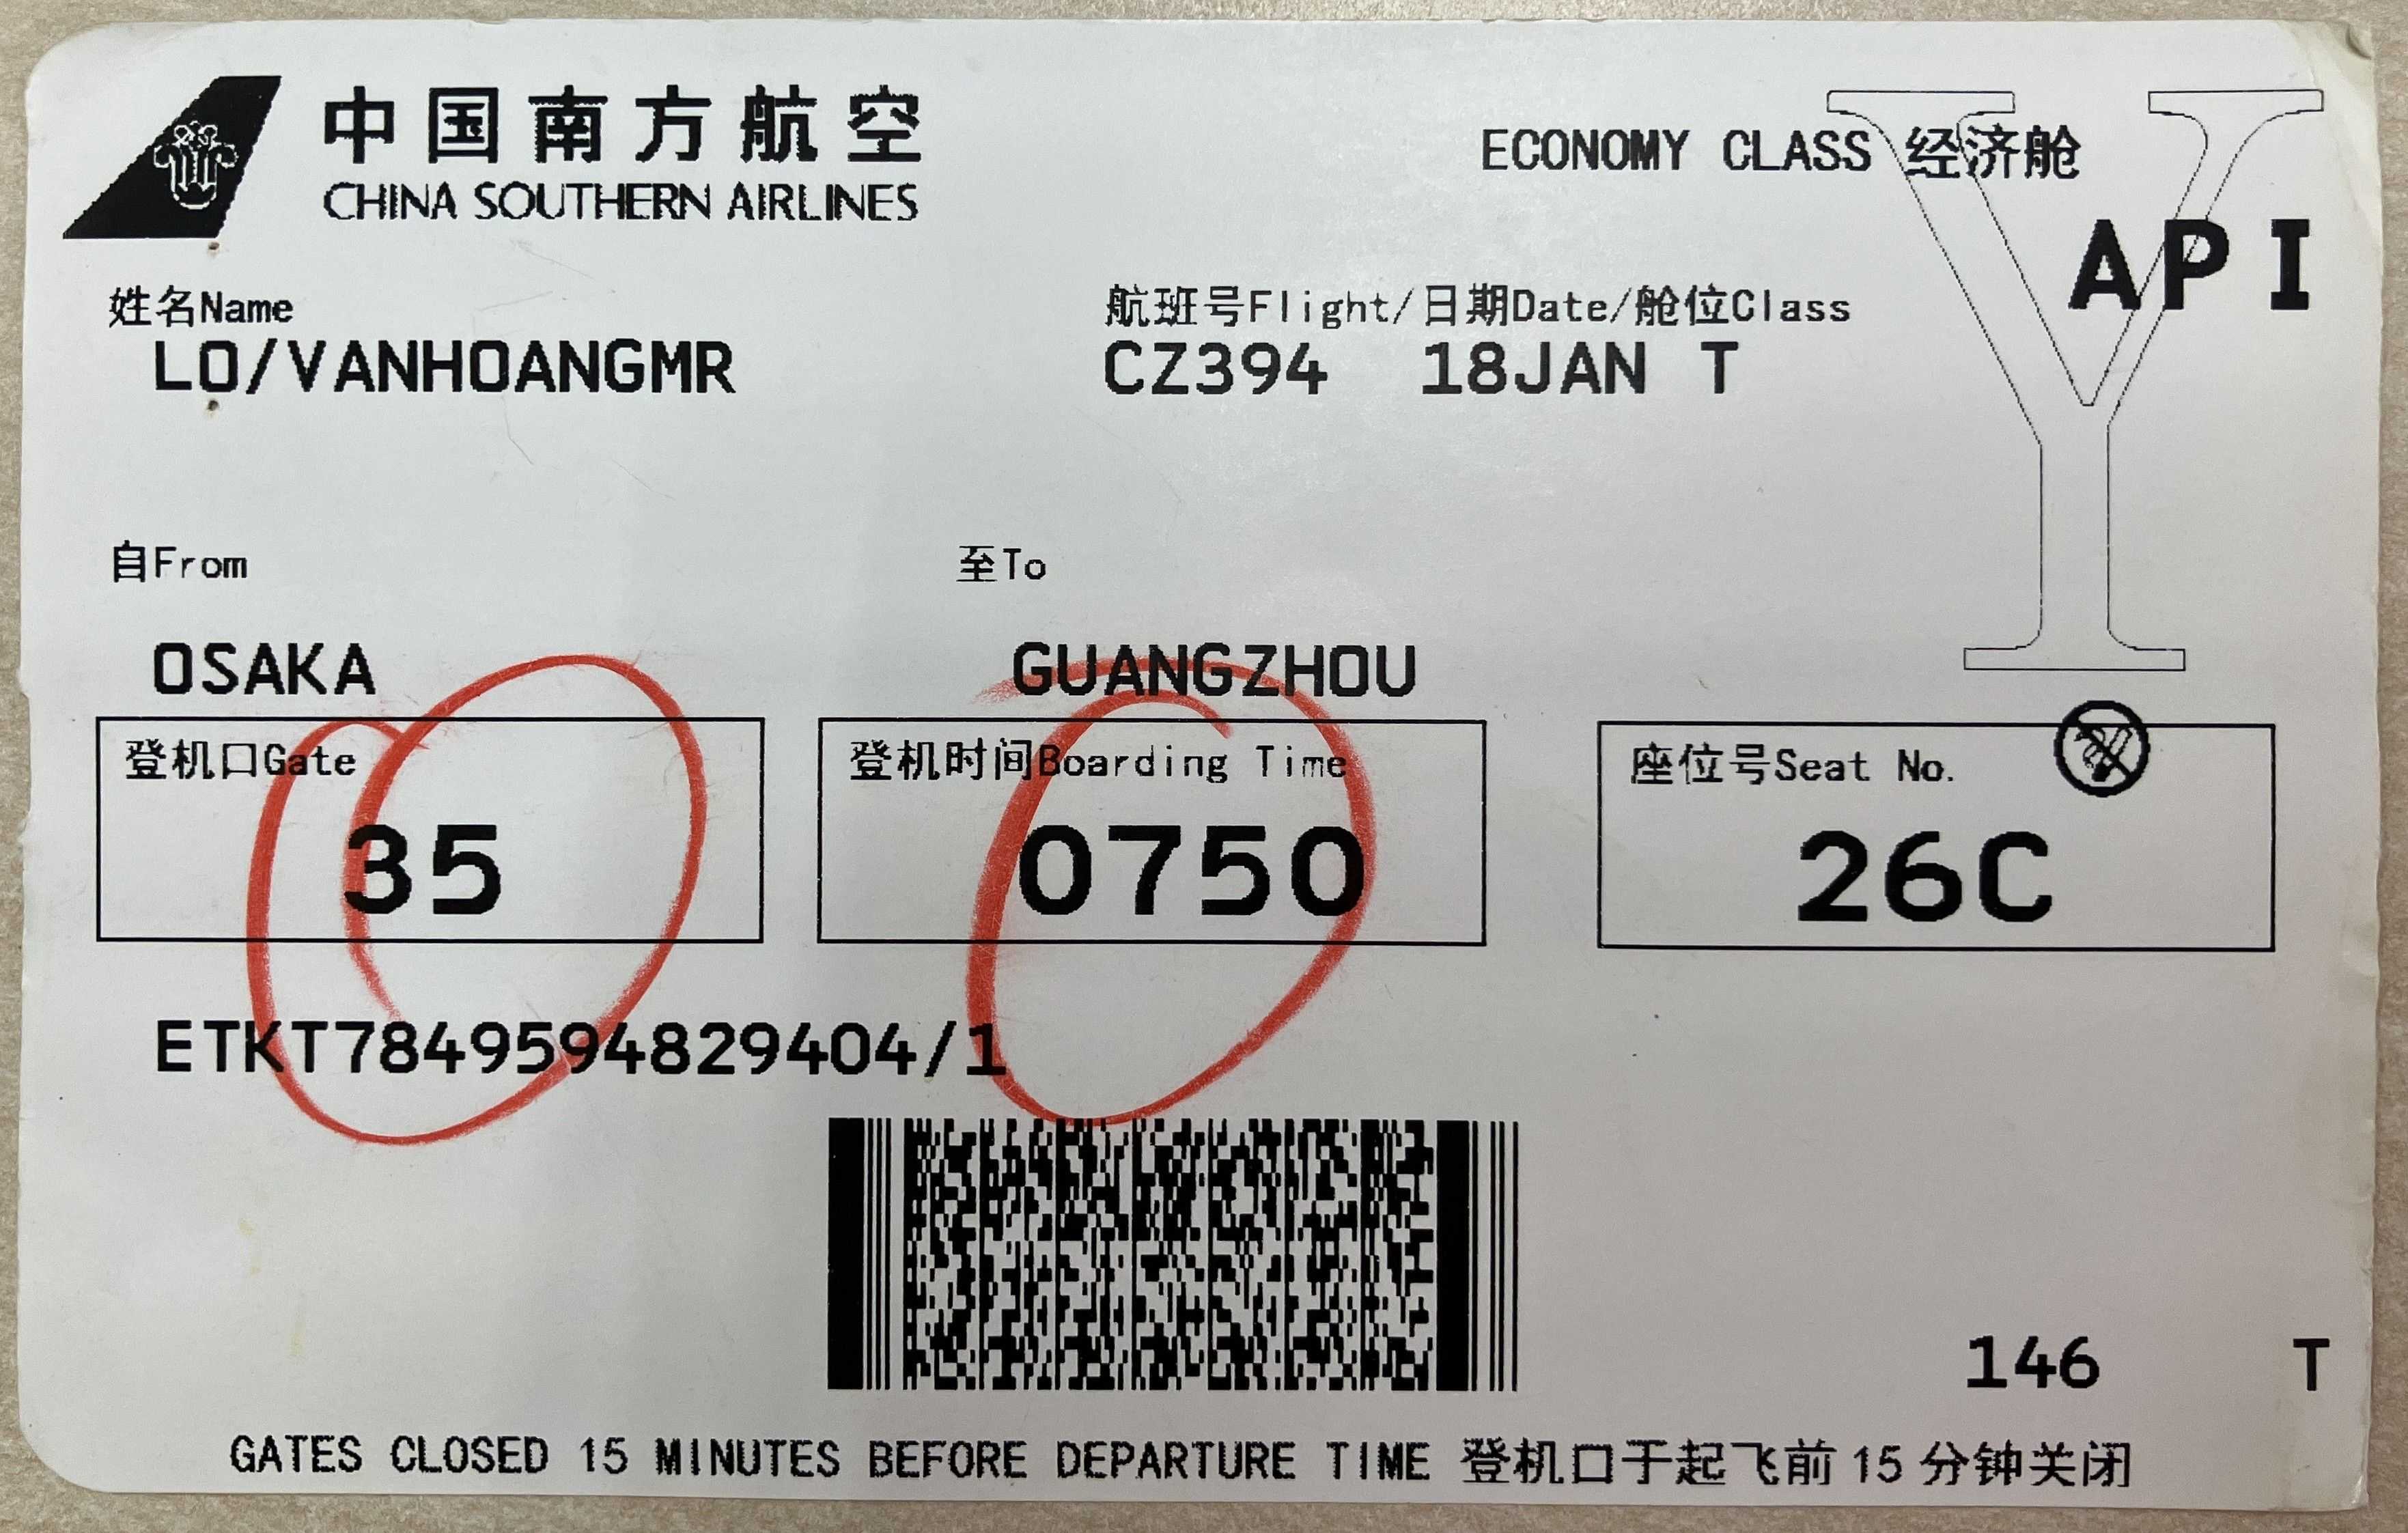 中国南方航空
CHINA SOUTHERN AIRLINES
ECONOMY CLASS 经济舱
Y
API
姓名Name
LO/VANHOANGMR
航班号Flight/日期Date/舱位Class
CZ394 18JAN T
自From
至To
OSAKA
GUANGZHOU
登机口Gate
35
登机时间Boarding Time
0750
座位号Seat No.
26C
ETKT7849594829404/1
146 T
GATES CLOSED 15 MINUTES BEFORE DEPARTURE TIME 登机口于起飞前15分钟关闭